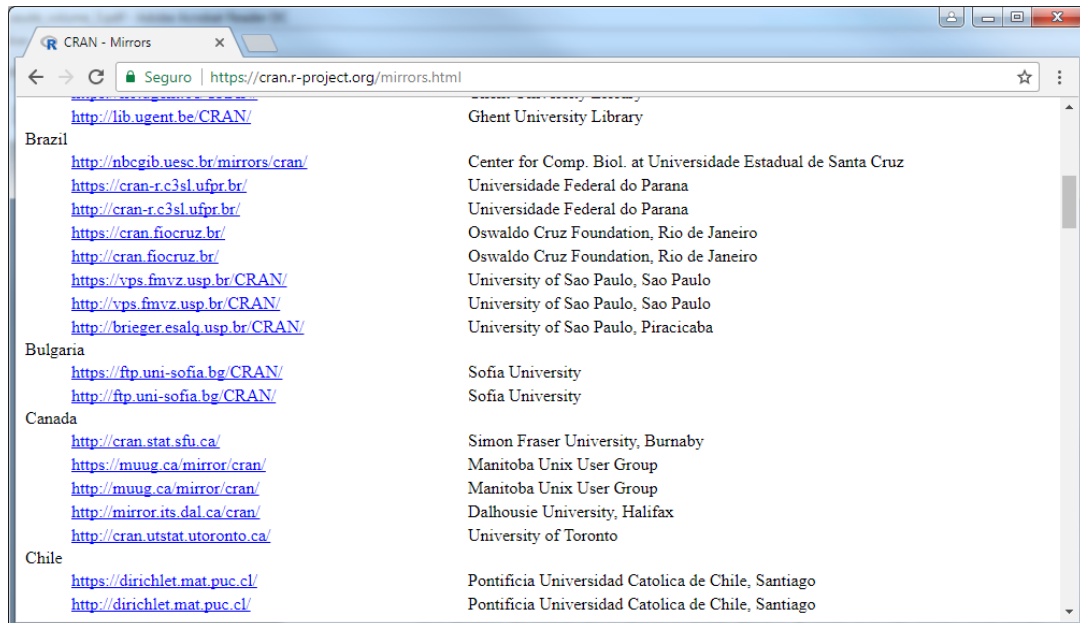 CRAN - Mirrors
Seguro | https://cran.r-project.org/mirrors.html
http://lib.ugent.be/CRAN/ Ghent University Library
Brazil
http://nbcgib.uesc.br/mirrors/cran/ Center for Comp. Biol. at Universidade Estadual de Santa Cruz
https://cran-r.c3sl.ufpr.br/ Universidade Federal do Parana
http://cran-r.c3sl.ufpr.br/ Universidade Federal do Parana
https://cran.fiocruz.br/ Oswaldo Cruz Foundation, Rio de Janeiro
http://cran.fiocruz.br/ Oswaldo Cruz Foundation, Rio de Janeiro
https://vps.fmvz.usp.br/CRAN/ University of Sao Paulo, Sao Paulo
http://vps.fmvz.usp.br/CRAN/ University of Sao Paulo, Sao Paulo
http://brieger.esalq.usp.br/CRAN/ University of Sao Paulo, Piracicaba
Bulgaria
https://ftp.uni-sofia.bg/CRAN/ Sofia University
http://ftp.uni-sofia.bg/CRAN/ Sofia University
Canada
http://cran.stat.sfu.ca/ Simon Fraser University, Burnaby
https://muug.ca/mirror/cran/ Manitoba Unix User Group
http://muug.ca/mirror/cran/ Manitoba Unix User Group
http://mirror.its.dal.ca/cran/ Dalhousie University, Halifax
http://cran.utstat.utoronto.ca/ University of Toronto
Chile
https://dirichlet.mat.puc.cl/ Pontificia Universidad Catolica de Chile, Santiago
http://dirichlet.mat.puc.cl/ Pontificia Universidad Catolica de Chile, Santiago